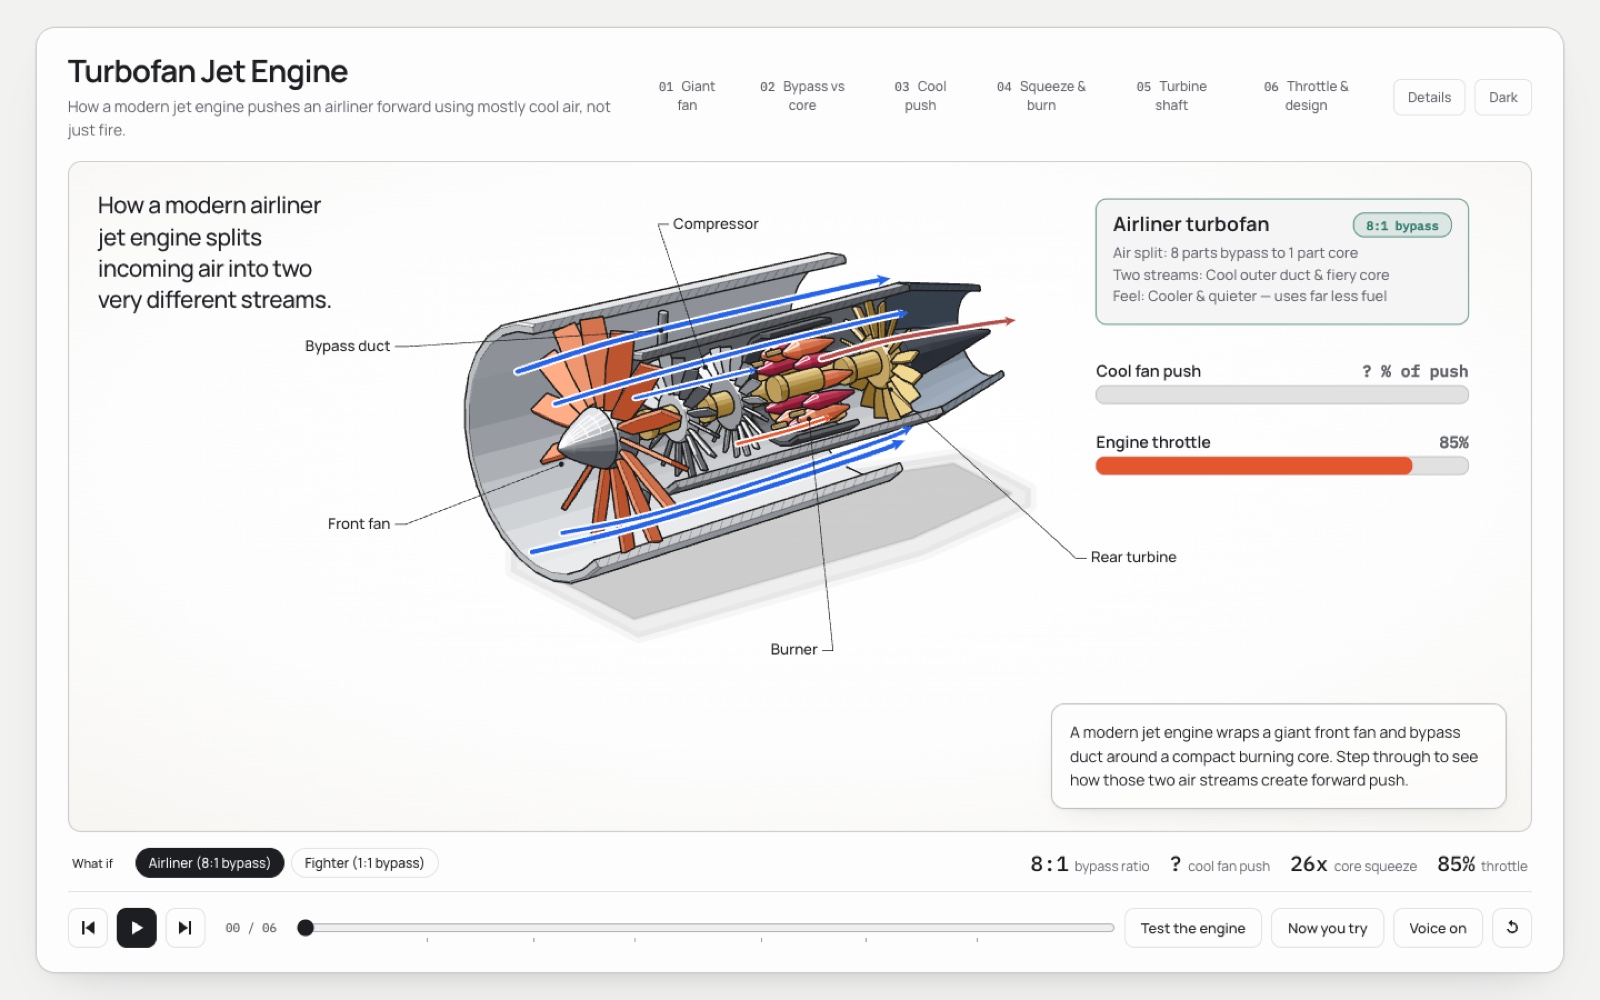 Turbofan Jet Engine
How a modern jet engine pushes an airliner forward using mostly cool air, not
just fire.
01 Giant
fan
02 Bypass vs
core
03 Cool
push
04 Squeeze &
burn
05 Turbine
shaft
06 Throttle &
design
Details
Dark
How a modern airliner
jet engine splits
incoming air into two
very different streams.
Compressor
Bypass duct
Front fan
Burner
Rear turbine
Airliner turbofan
8:1 bypass
Air split: 8 parts bypass to 1 part core
Two streams: Cool outer duct & fiery core
Feel: Cooler & quieter — uses far less fuel
Cool fan push
? % of push
Engine throttle
85%
A modern jet engine wraps a giant front fan and bypass
duct around a compact burning core. Step through to see
how those two air streams create forward push.
What if
Airliner (8:1 bypass)
Fighter (1:1 bypass)
8:1 bypass ratio
? cool fan push
26x core squeeze
85% throttle
00 / 06
Test the engine
Now you try
Voice on